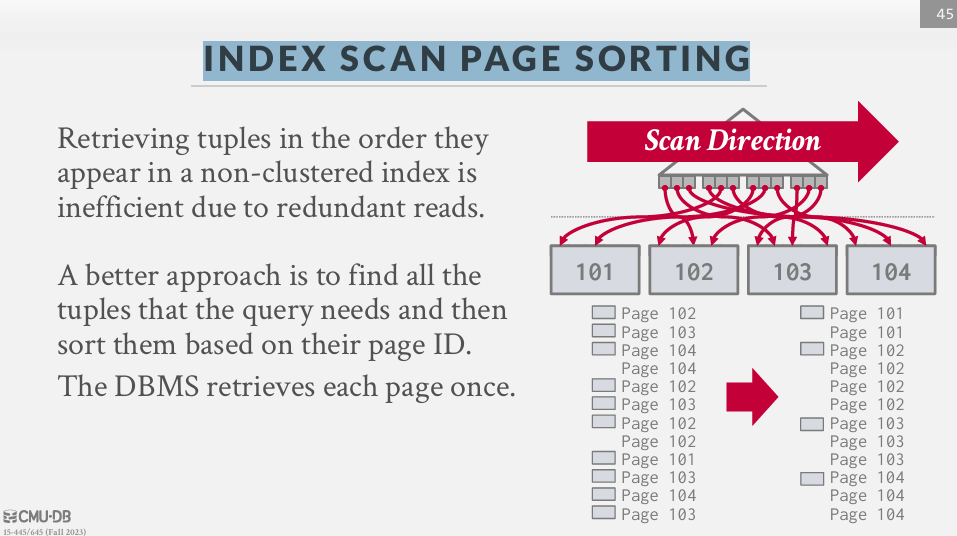 45
INDEX SCAN PAGE SORTING
Retrieving tuples in the order they
appear in a non-clustered index is
inefficient due to redundant reads.
A better approach is to find all the
tuples that the query needs and then
sort them based on their page ID.
The DBMS retrieves each page once.
Scan Direction
101 102 103 104
Page 102
Page 103
Page 104
Page 104
Page 102
Page 103
Page 102
Page 102
Page 101
Page 103
Page 104
Page 103
Page 101
Page 101
Page 102
Page 102
Page 102
Page 102
Page 103
Page 103
Page 103
Page 104
Page 104
Page 104
CMU·DB
15-445/645 (Fall 2023)